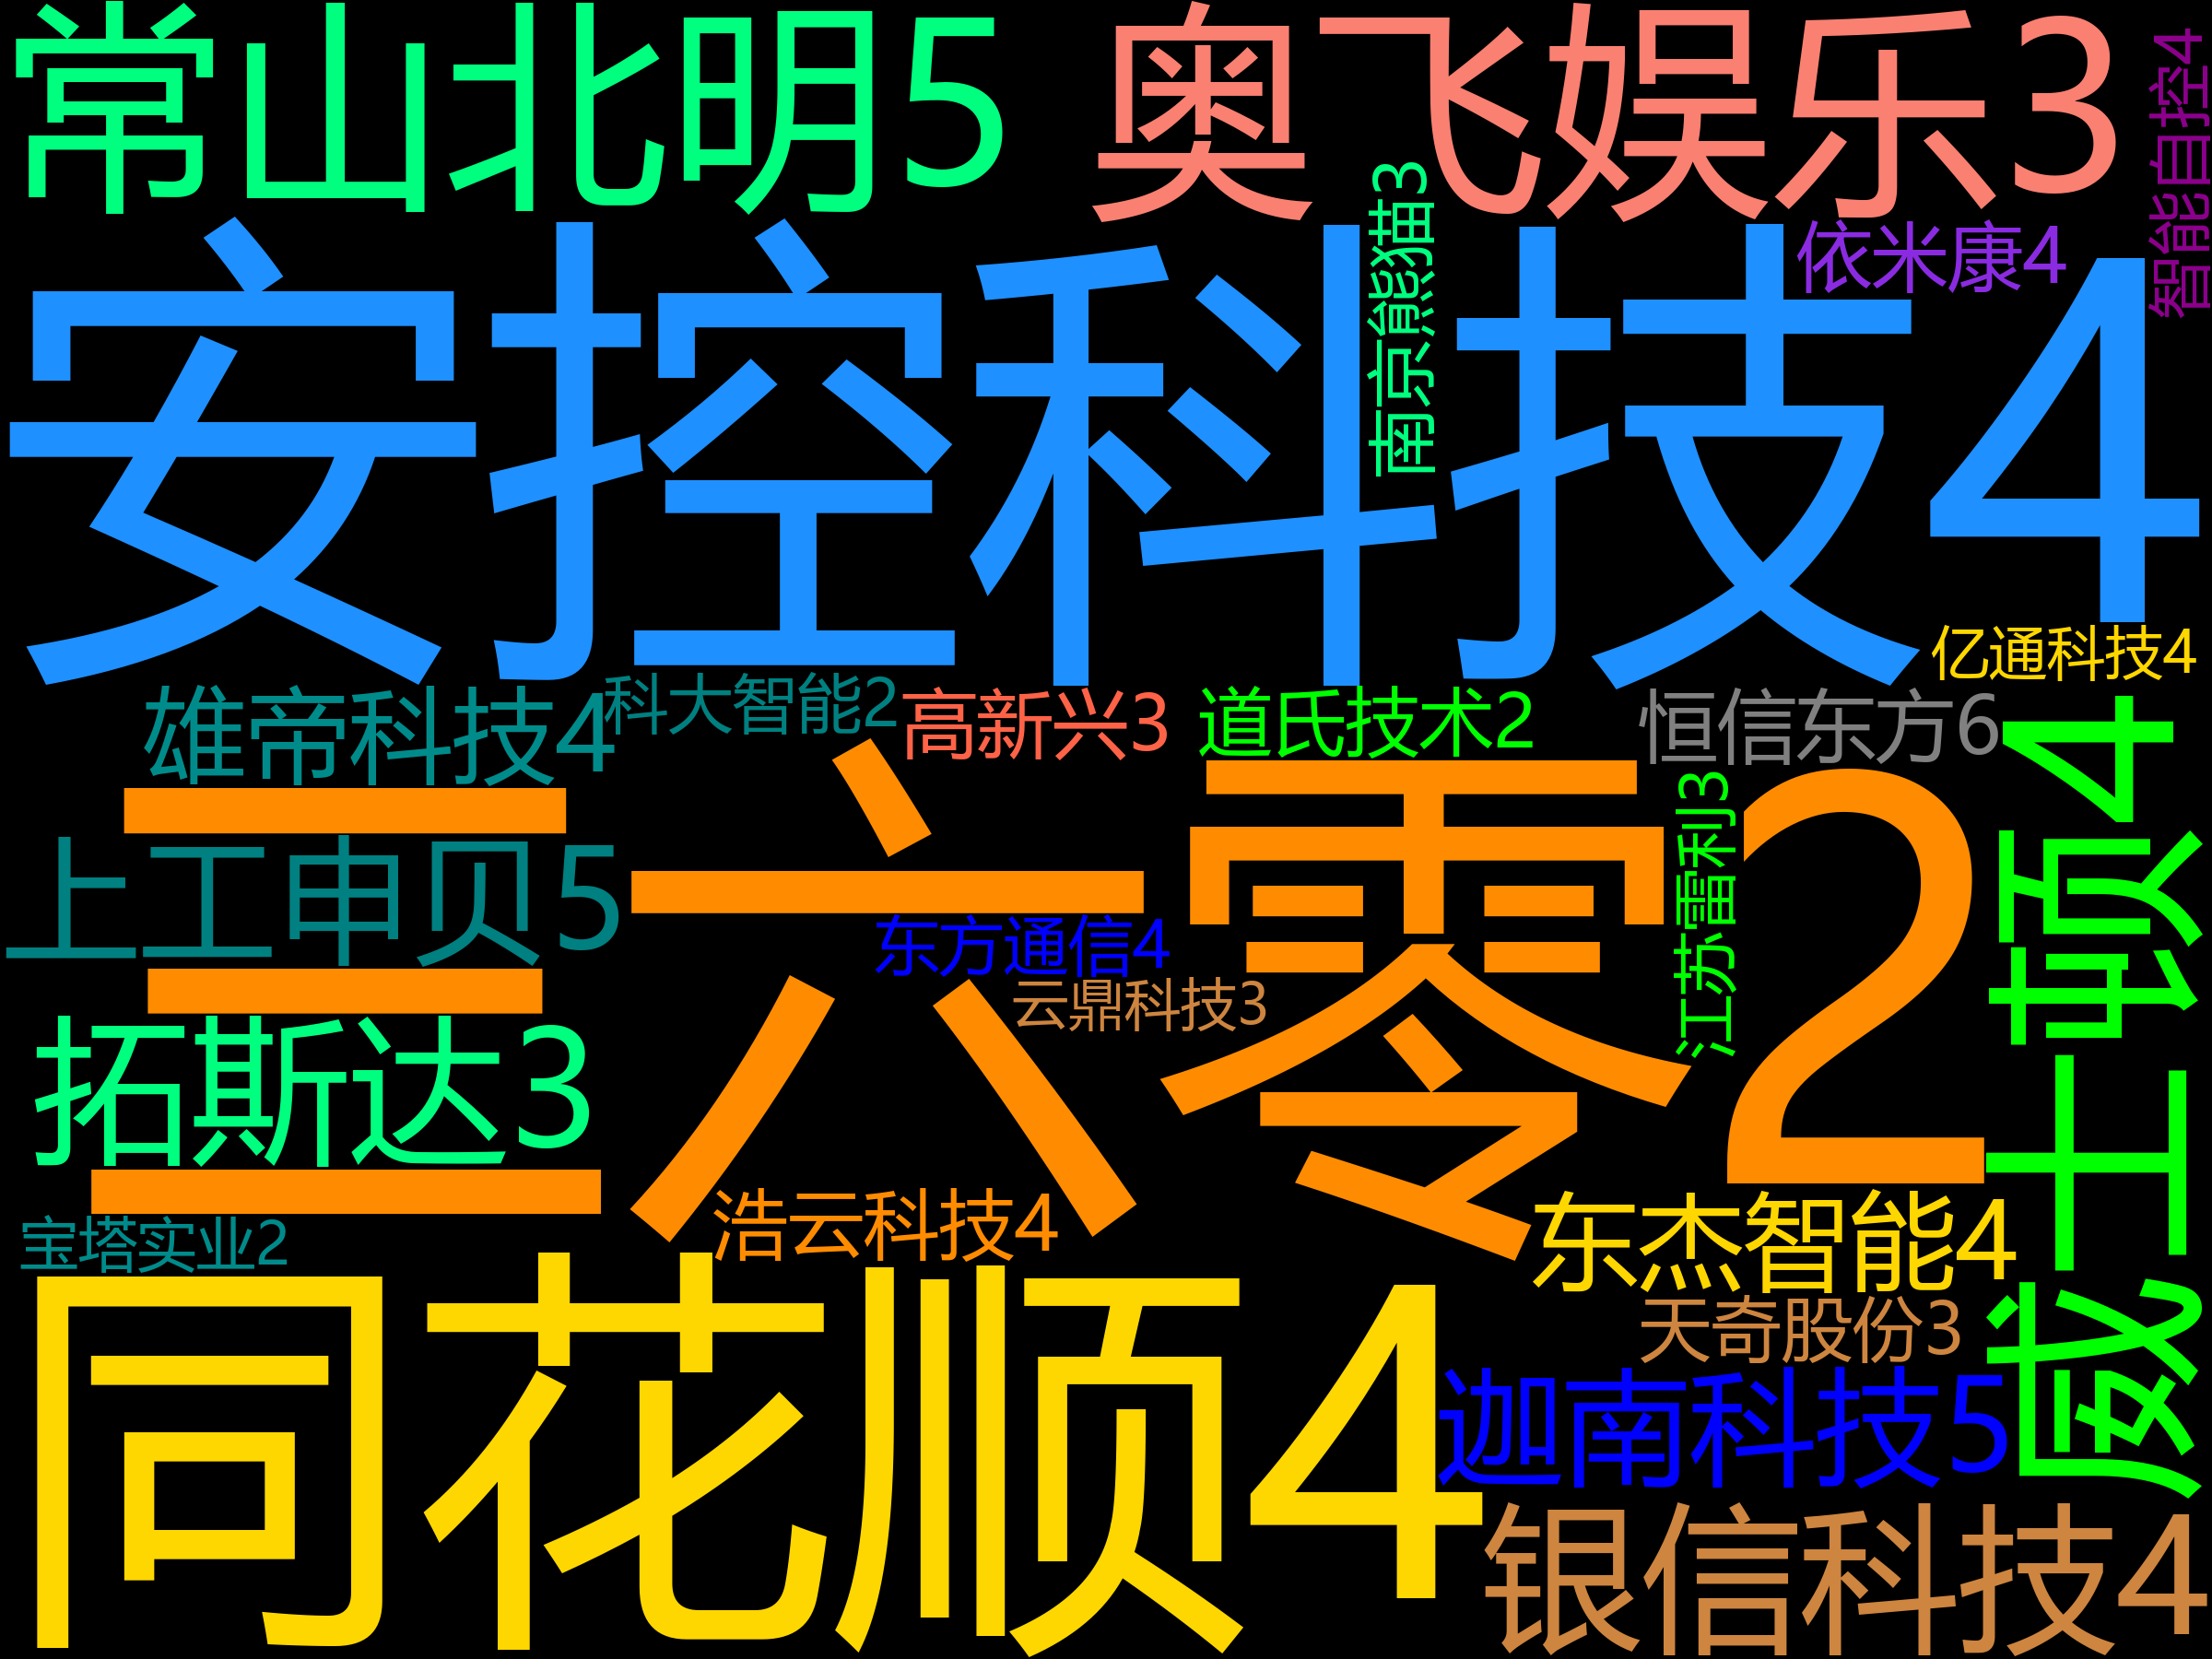 常山北明5
奥飞娱乐3
智能自控4
依米康4
南京熊猫3
安控科技4
亿通科技4
雄帝科技4
科大智能2
高新兴3
道氏技术2
恒信东方6
三六零2
上工申贝5
东方通信4
云鼎科技3
江苏雷利3
威士顿4
拓斯达3
浩云科技4
东杰智能4
宝塔实业2
同花顺4
天奇股份3
迦南科技5
银信科技4